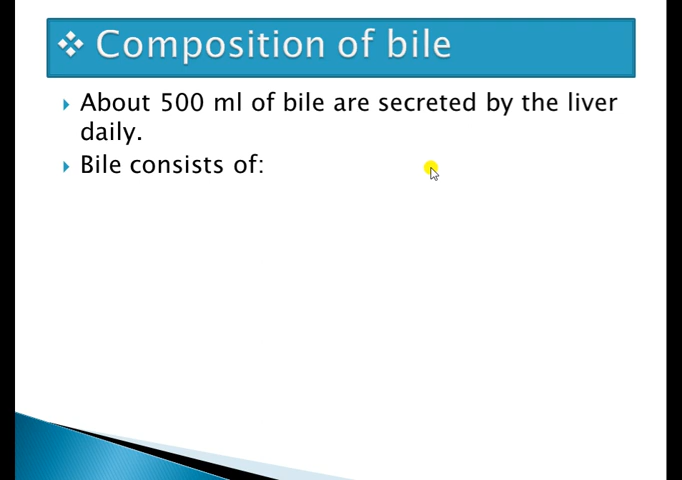 Composition of bile
About 500 ml of bile are secreted by the liver
daily.
Bile consists of: